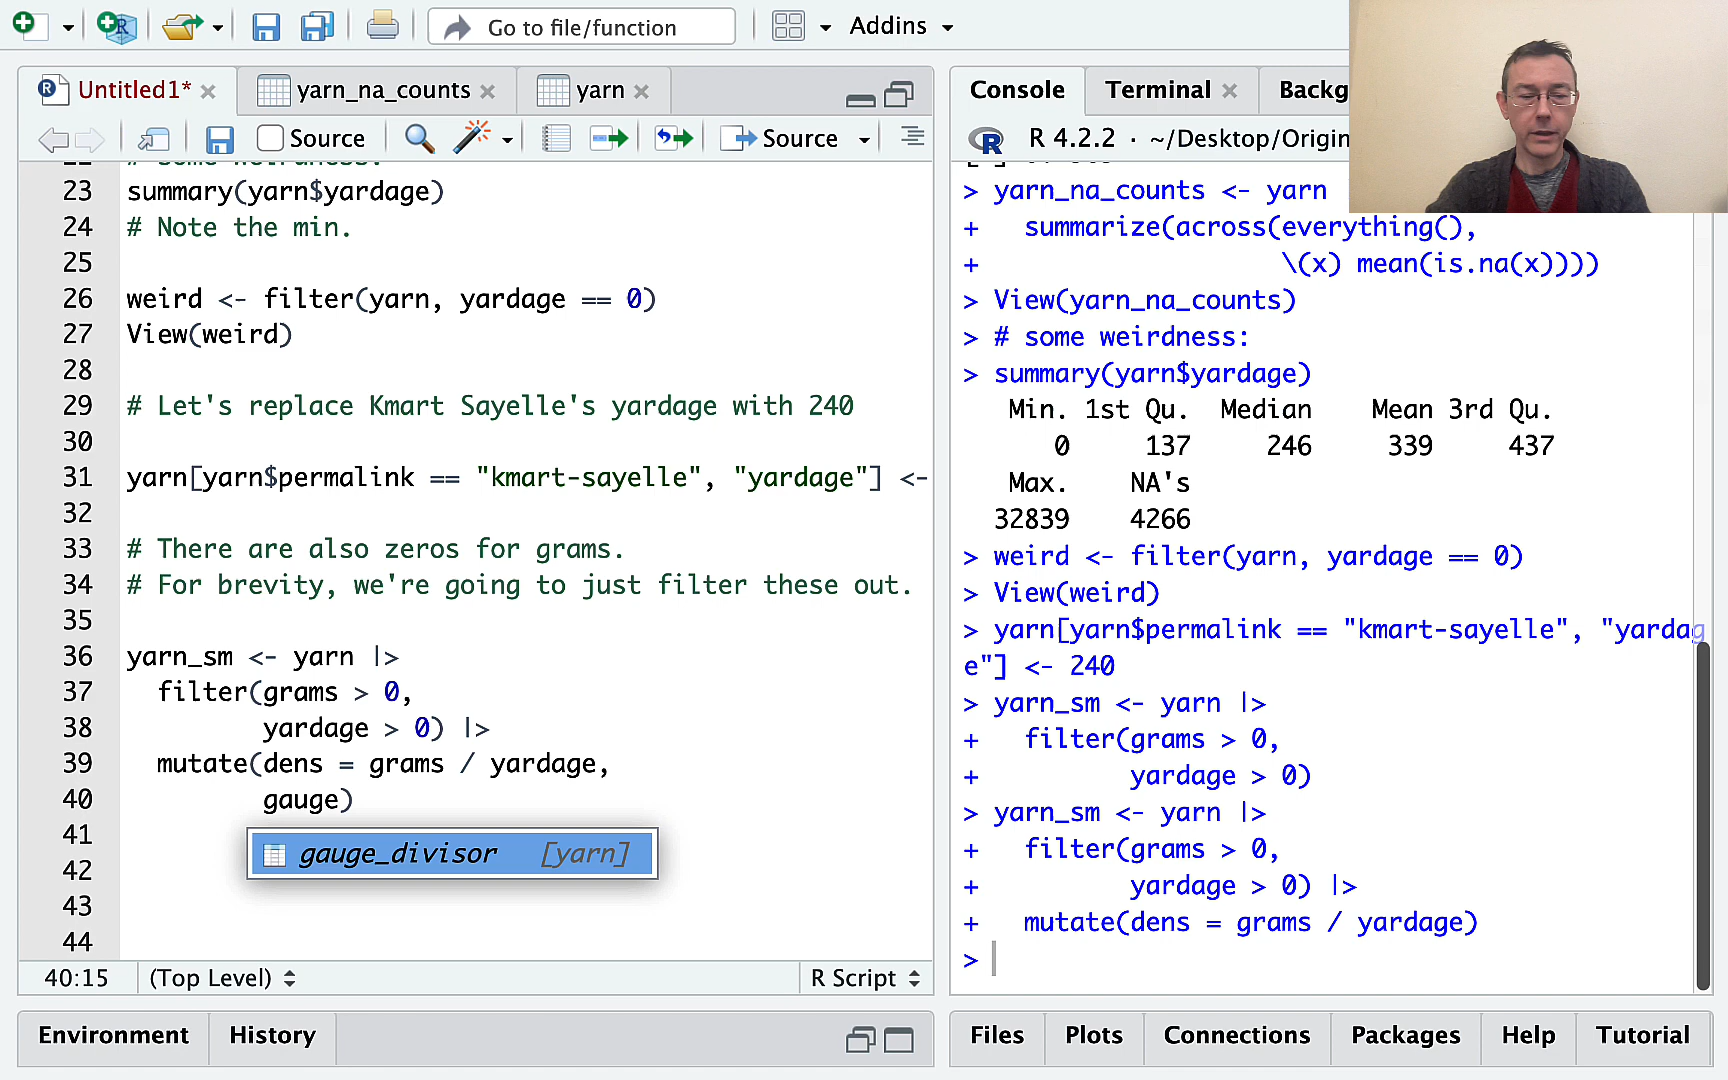 Go to file/function
Addins
Untitled1*
yarn_na_counts
yarn
Source
Source
23 summary(yarn$yardage)
24 # Note the min.
25
26 weird <- filter(yarn, yardage == 0)
27 View(weird)
28
29 # Let's replace Kmart Sayelle's yardage with 240
30
31 yarn[yarn$permalink == "kmart-sayelle", "yardage"] <-
32
33 # There are also zeros for grams.
34 # For brevity, we're going to just filter these out.
35
36 yarn_sm <- yarn |>
37 filter(grams > 0,
38 yardage > 0) |>
39 mutate(dens = grams / yardage,
40 gauge)
41
gauge_divisor [yarn]
42
43
44
40:15 (Top Level) R Script
Environment History
Console Terminal Backg
R 4.2.2 · ~/Desktop/Origin
> yarn_na_counts <- yarn
+ summarize(across(everything(),
+ \(x) mean(is.na(x))))
> View(yarn_na_counts)
> # some weirdness:
> summary(yarn$yardage)
Min. 1st Qu. Median Mean 3rd Qu.
0 137 246 339 437
Max. NA's
32839 4266
> weird <- filter(yarn, yardage == 0)
> View(weird)
> yarn[yarn$permalink == "kmart-sayelle", "yardag
e"] <- 240
> yarn_sm <- yarn |>
+ filter(grams > 0,
+ yardage > 0)
> yarn_sm <- yarn |>
+ filter(grams > 0,
+ yardage > 0) |>
+ mutate(dens = grams / yardage)
>
Files Plots Connections Packages Help Tutorial